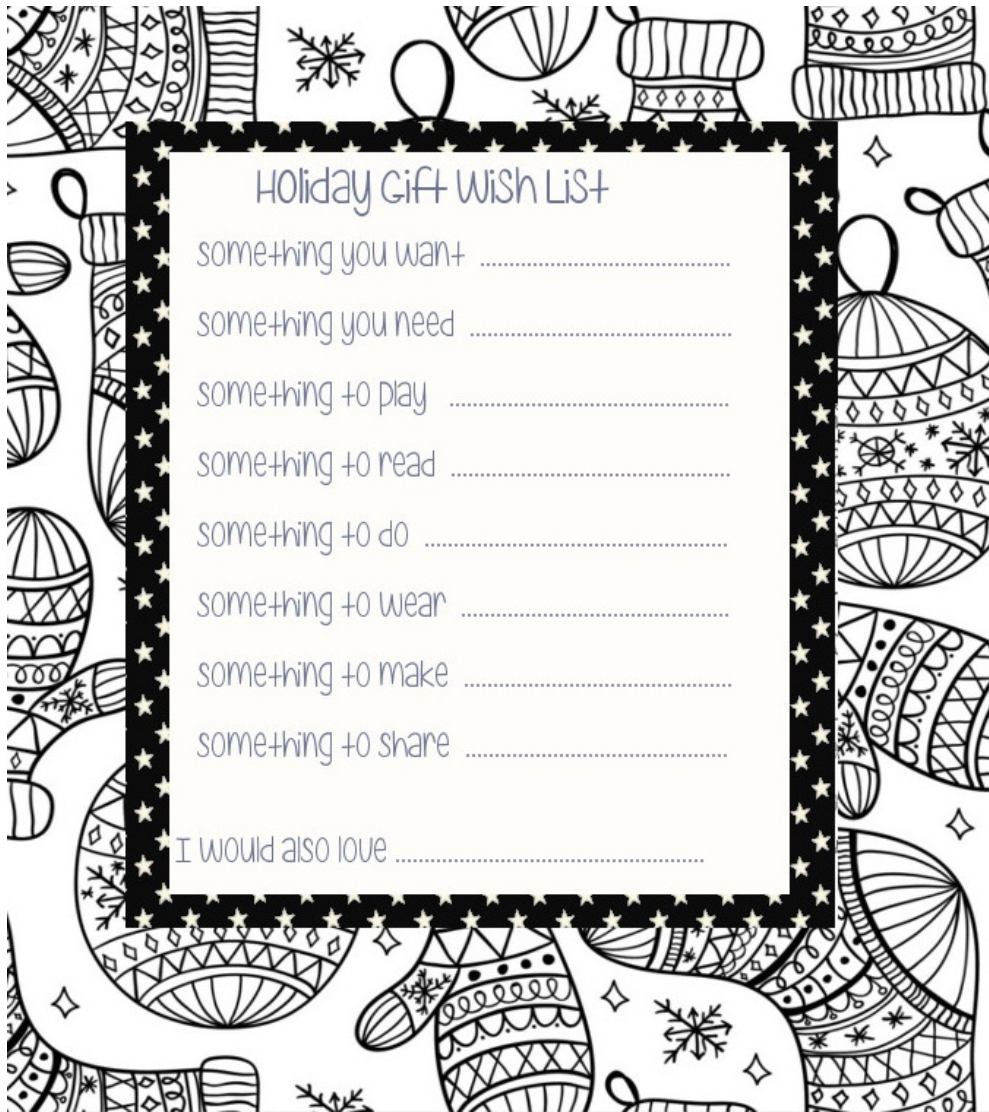 Holiday Gift Wish List
something you want ..............................
something you need ..............................
something to play ..............................
something to read ..............................
something to do ..............................
something to wear ..............................
something to make ..............................
something to share ..............................
I would also love ..............................